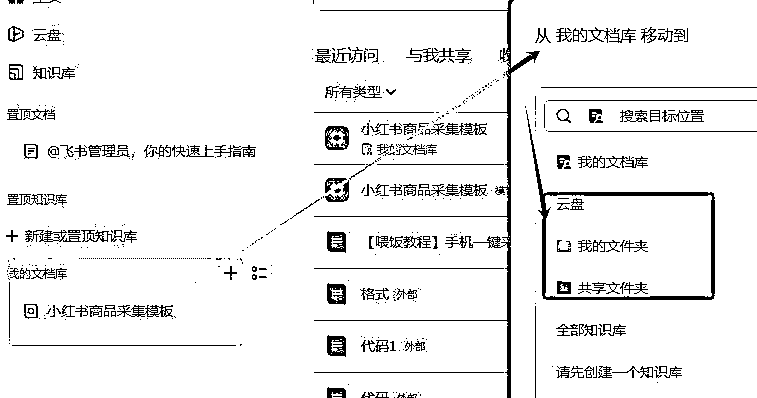 云盘
知识库
置顶文档
@飞书管理员，你的快速上手指南
置顶知识库
新建或置顶知识库
我的文档库
小红书商品采集模板
最近访问 与我共享
所有类型
小红书商品采集模板
我的文档库
小红书商品采集模板
【喂饭教程】手机一键采
格式 外部
代码1 外部
代码 外部
从 我的文档库 移动到
搜索目标位置
我的文档库
云盘
我的文件夹
共享文件夹
全部知识库
请先创建一个知识库